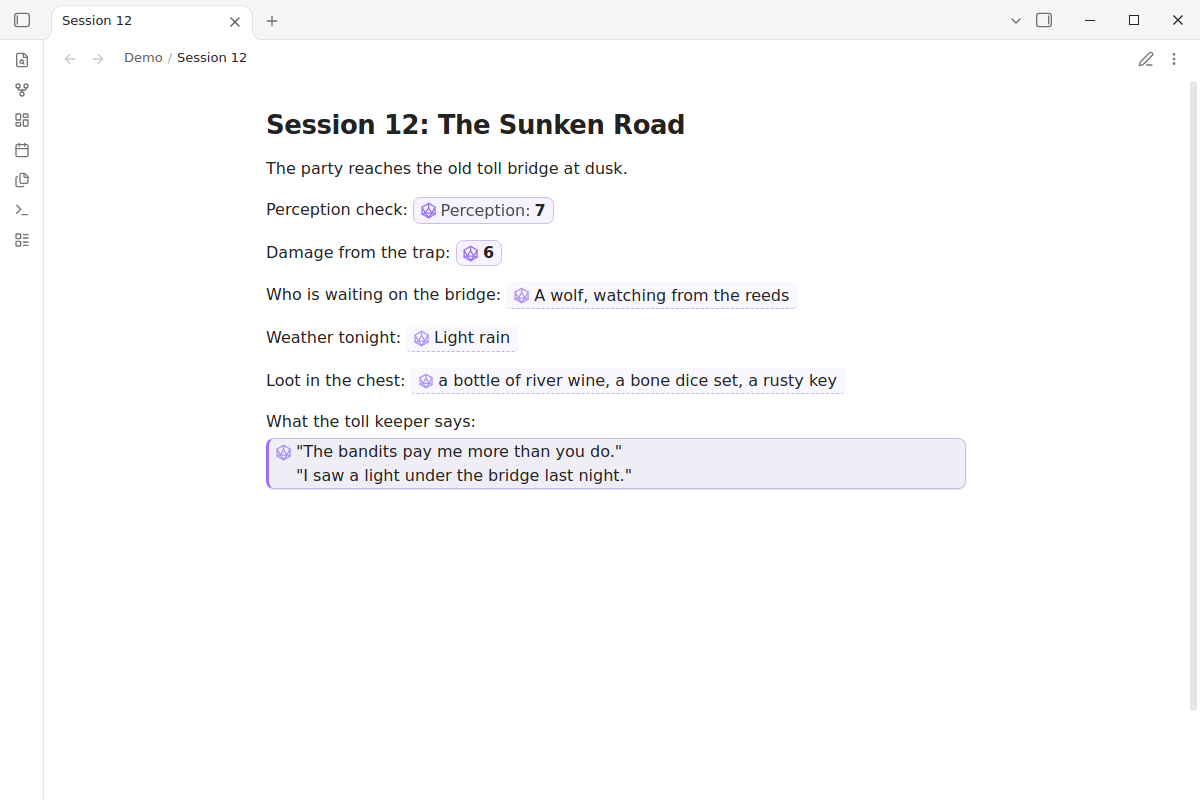 Session 12
Demo / Session 12
Session 12: The Sunken Road
The party reaches the old toll bridge at dusk.
Perception check: Perception: 7
Damage from the trap: 6
Who is waiting on the bridge: A wolf, watching from the reeds
Weather tonight: Light rain
Loot in the chest: a bottle of river wine, a bone dice set, a rusty key
What the toll keeper says:
"The bandits pay me more than you do."
"I saw a light under the bridge last night."